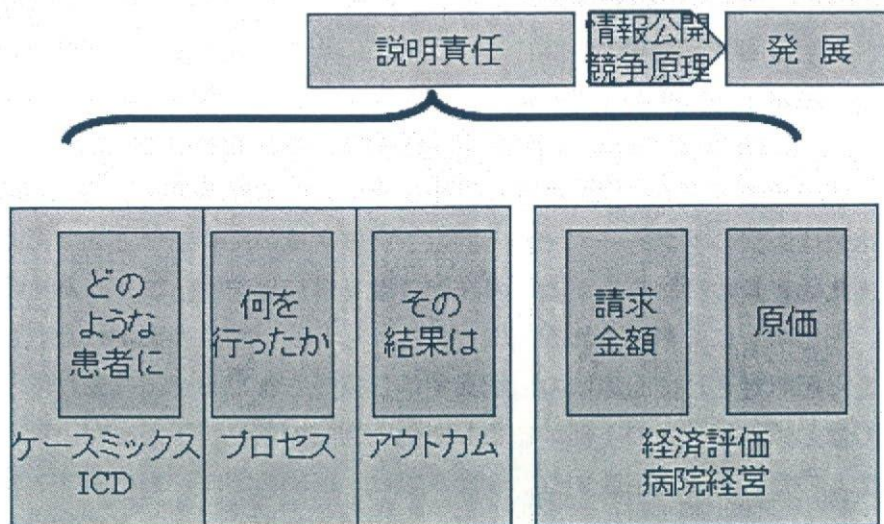 説明責任
情報公開
競争原理
発 展
どの
ような
患者に
何を
行ったか
その
結果は
請求
金額
原価
ケースミックス
ICD
プロセス
アウトカム
経済評価
病院経営